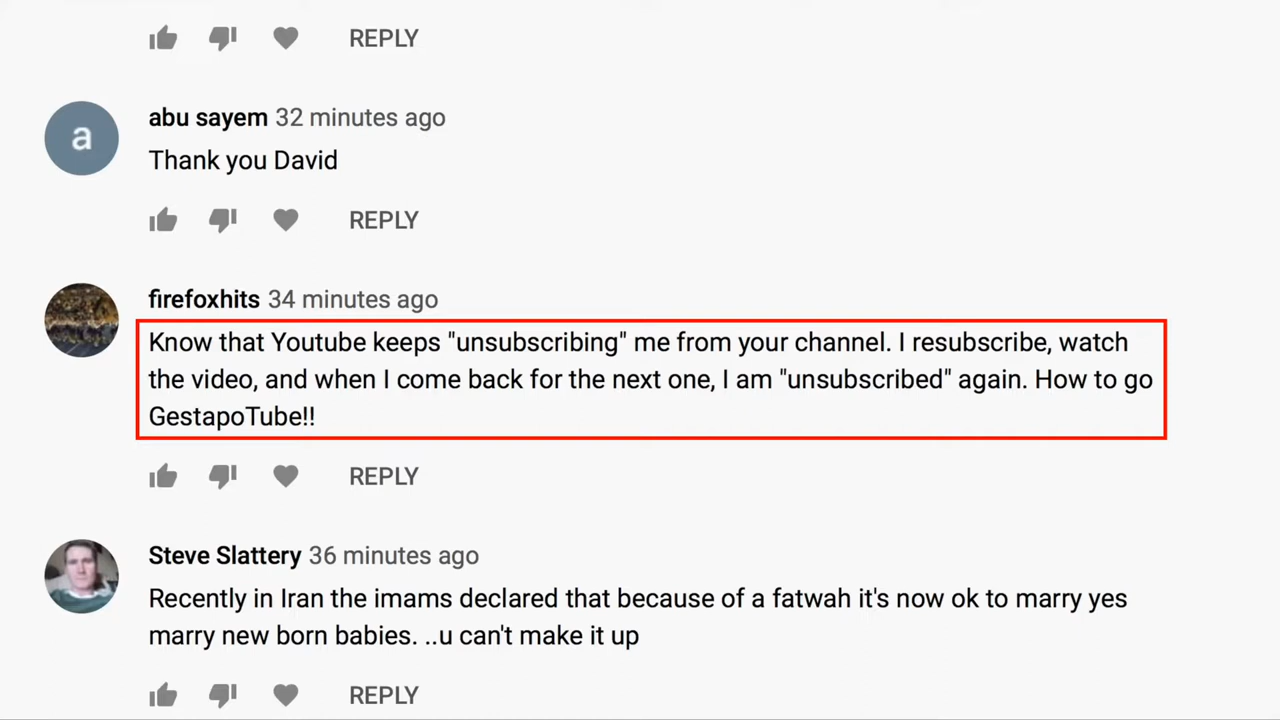 REPLY
a
abu sayem 32 minutes ago
Thank you David
REPLY
firefoxhits 34 minutes ago
Know that Youtube keeps "unsubscribing" me from your channel. I resubscribe, watch
the video, and when I come back for the next one, I am "unsubscribed" again. How to go
GestapoTube!!
REPLY
Steve Slattery 36 minutes ago
Recently in Iran the imams declared that because of a fatwah it's now ok to marry yes
marry new born babies. ..u can't make it up
REPLY